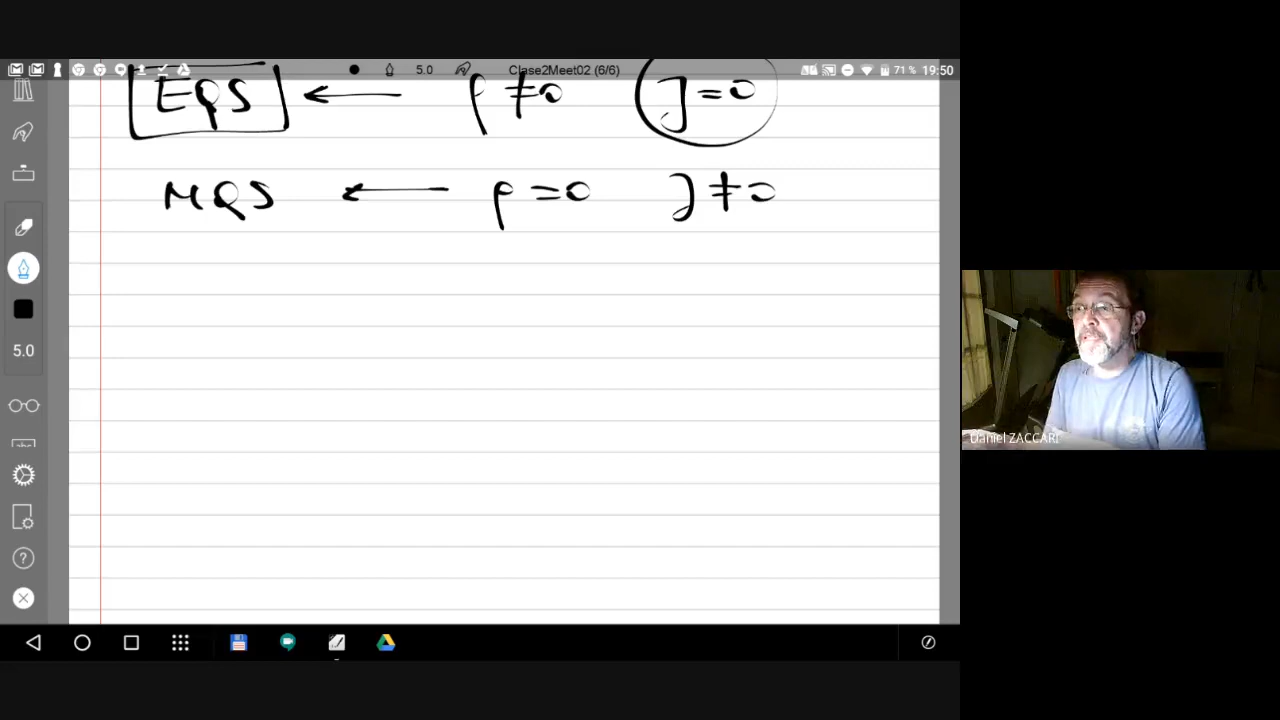 5.0 Clase2Meet02 (6/6) 71 % 19:50
EQS ← ρ ≠ 0 J = 0
MQS ← ρ = 0 J ≠ 0
5.0
Daniel ZACCARI